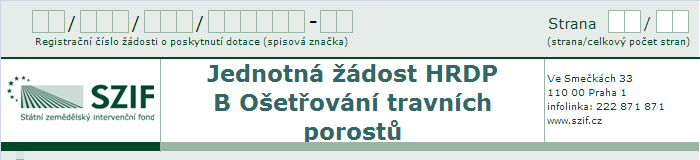 / / / - Strana /
Registrační číslo žádosti o poskytnutí dotace (spisová značka) (strana/celkový počet stran)
SZIF
Státní zemědělský intervenční fond
Jednotná žádost HRDP
B Ošetřování travních
porostů
Ve Smečkách 33
110 00 Praha 1
infolinka: 222 871 871
www.szif.cz